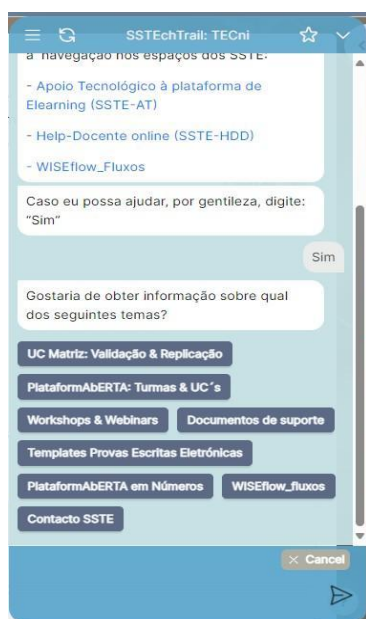 SSTEchTrail: TECni
a navegação nos espaços dos SSTE:
- Apoio Tecnológico à plataforma de
Elearning (SSTE-AT)
- Help-Docente online (SSTE-HDD)
- WISEflow_Fluxos
Caso eu possa ajudar, por gentileza, digite:
"Sim"
Sim
Gostaria de obter informação sobre qual
dos seguintes temas?
UC Matriz: Validação & Replicação
PlataformAbERTA: Turmas & UC´s
Workshops & Webinars Documentos de suporte
Templates Provas Escritas Eletrónicas
PlataformAbERTA em Números WISEflow_fluxos
Contacto SSTE
× Cancel